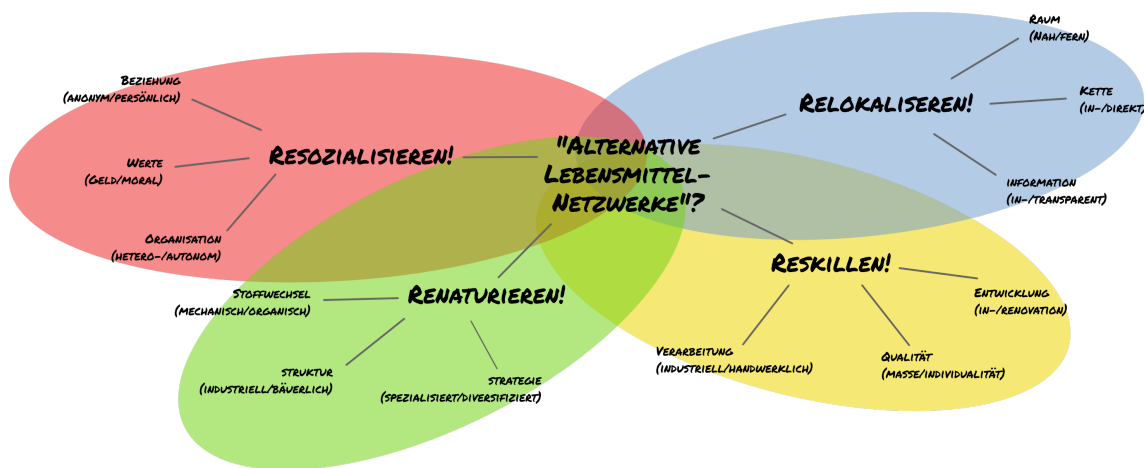 "Alternative
Lebensmittel-
Netzwerke"?
Resozialisieren!
Beziehung
(anonym/persönlich)
Werte
(Geld/moral)
Organisation
(hetero-/autonom)
Relokaliseren!
Raum
(Nah/fern)
Kette
(in-/direkt)
information
(in-/transparent)
Renaturieren!
Stoffwechsel
(mechanisch/organisch)
struktur
(industriell/bäuerlich)
strategie
(spezialisiert/diversifiziert)
Reskillen!
Entwicklung
(in-/renovation)
Verarbeitung
(industriell/handwerklich)
Qualität
(masse/individualität)